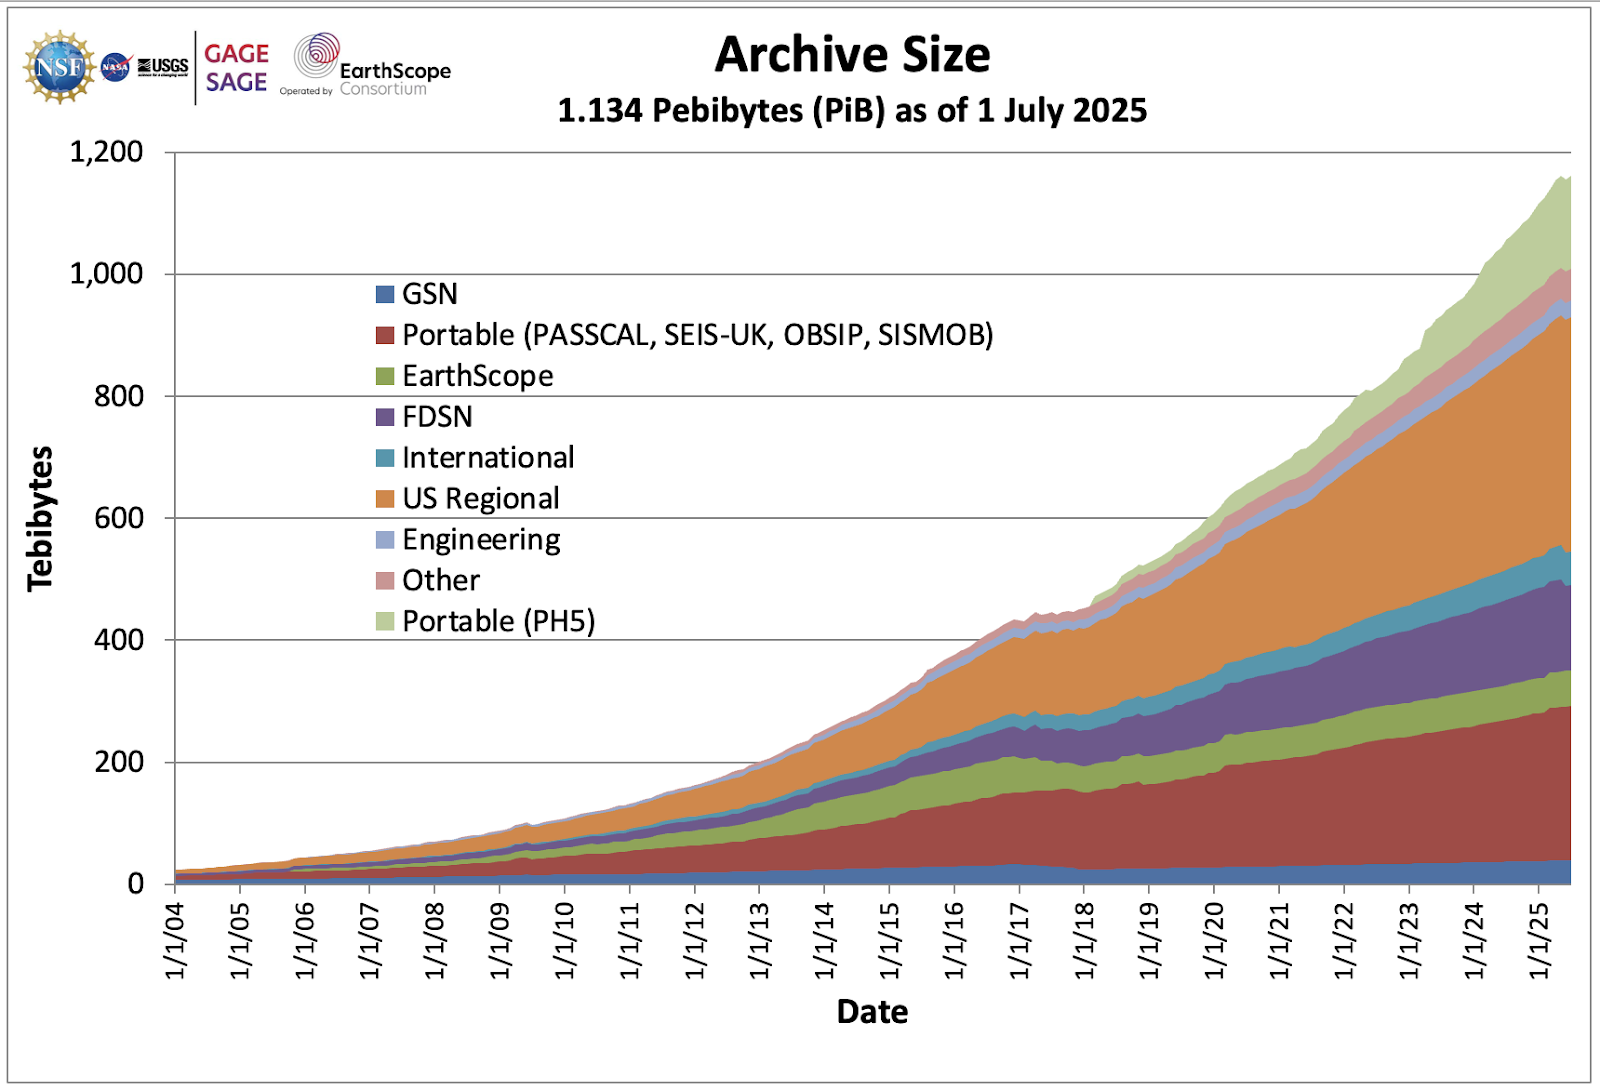 Archive Size
1.134 Pebibytes (PiB) as of 1 July 2025
NSF
NASA
USGS
science for a changing world
GAGE
SAGE
Operated by
EarthScope
Consortium
Tebibytes
1,200
1,000
800
600
400
200
0
GSN
Portable (PASSCAL, SEIS-UK, OBSIP, SISMOB)
EarthScope
FDSN
International
US Regional
Engineering
Other
Portable (PH5)
1/1/04
1/1/05
1/1/06
1/1/07
1/1/08
1/1/09
1/1/10
1/1/11
1/1/12
1/1/13
1/1/14
1/1/15
1/1/16
1/1/17
1/1/18
1/1/19
1/1/20
1/1/21
1/1/22
1/1/23
1/1/24
1/1/25
Date